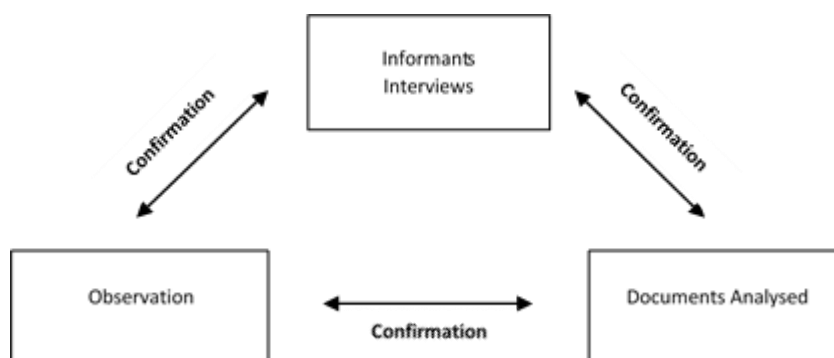 Informants
Interviews
Confirmation
Confirmation
Observation
Documents Analysed
Confirmation